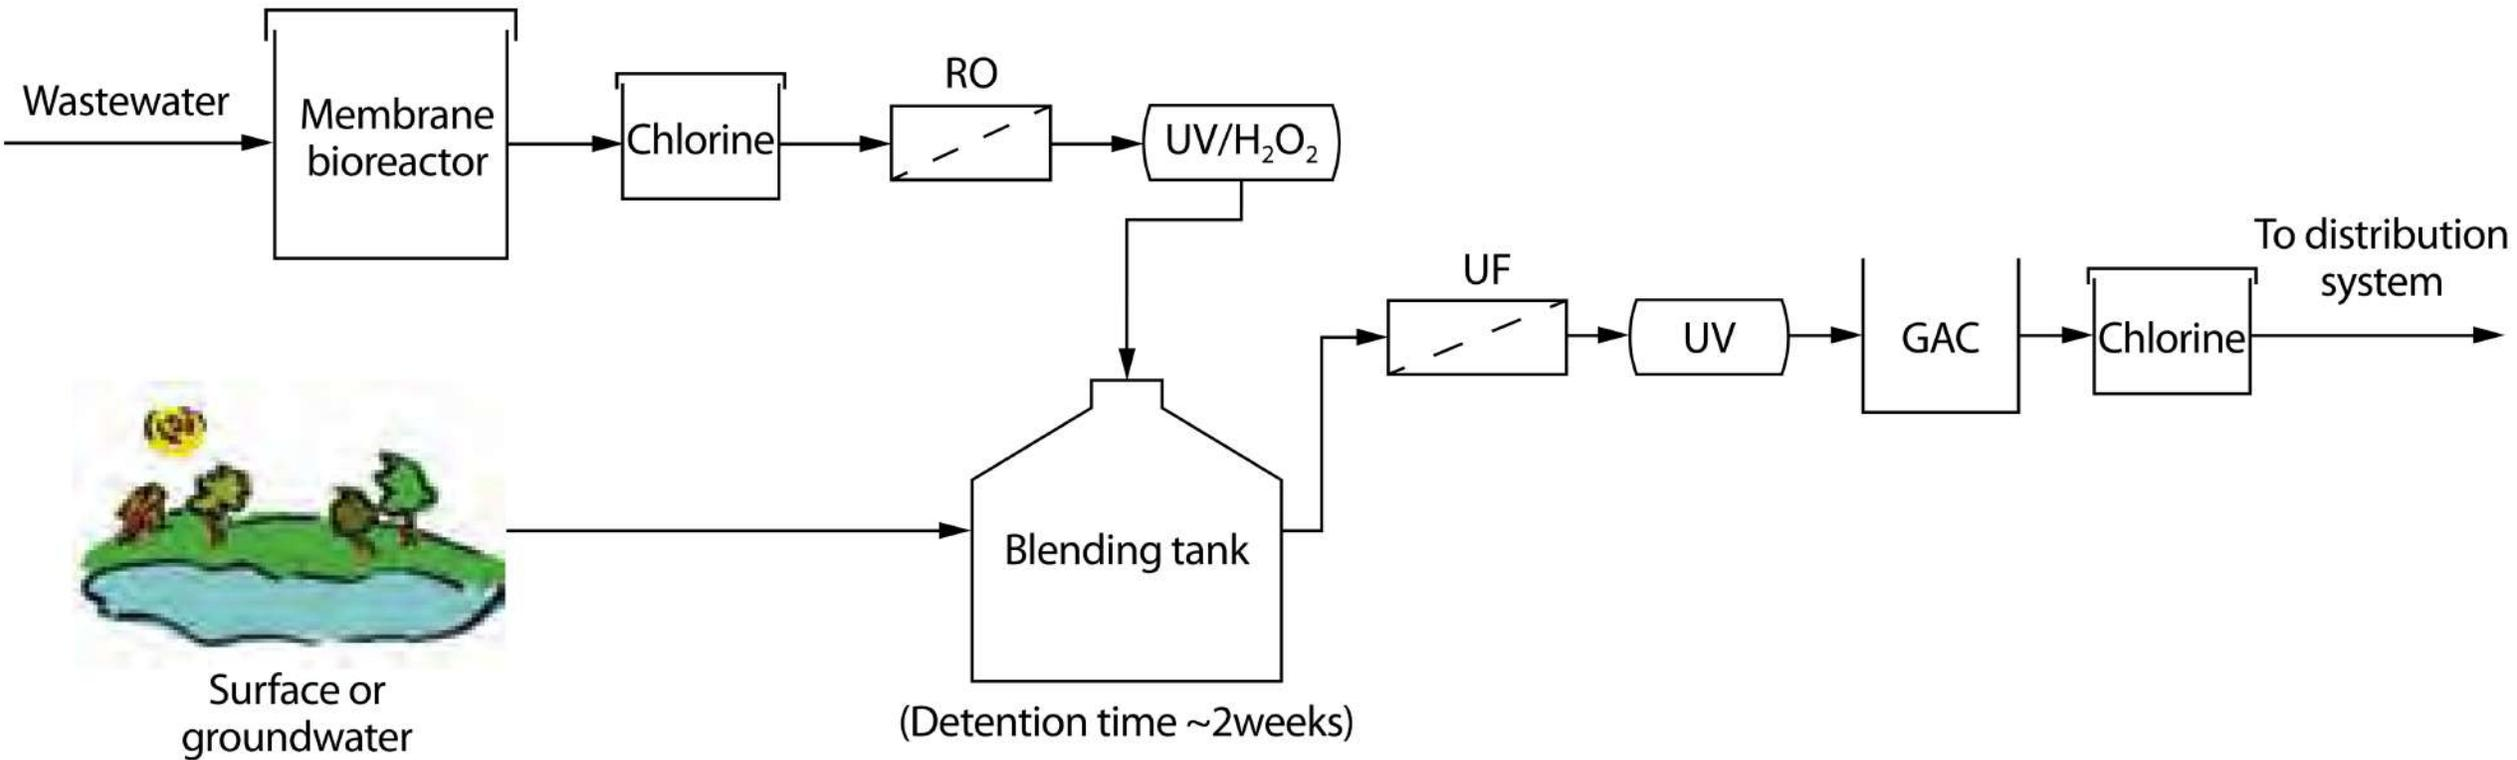 Wastewater
Membrane
bioreactor
Chlorine
RO
UV/H₂O₂
Surface or
groundwater
Blending tank
(Detention time ~2weeks)
UF
UV
GAC
Chlorine
To distribution
system